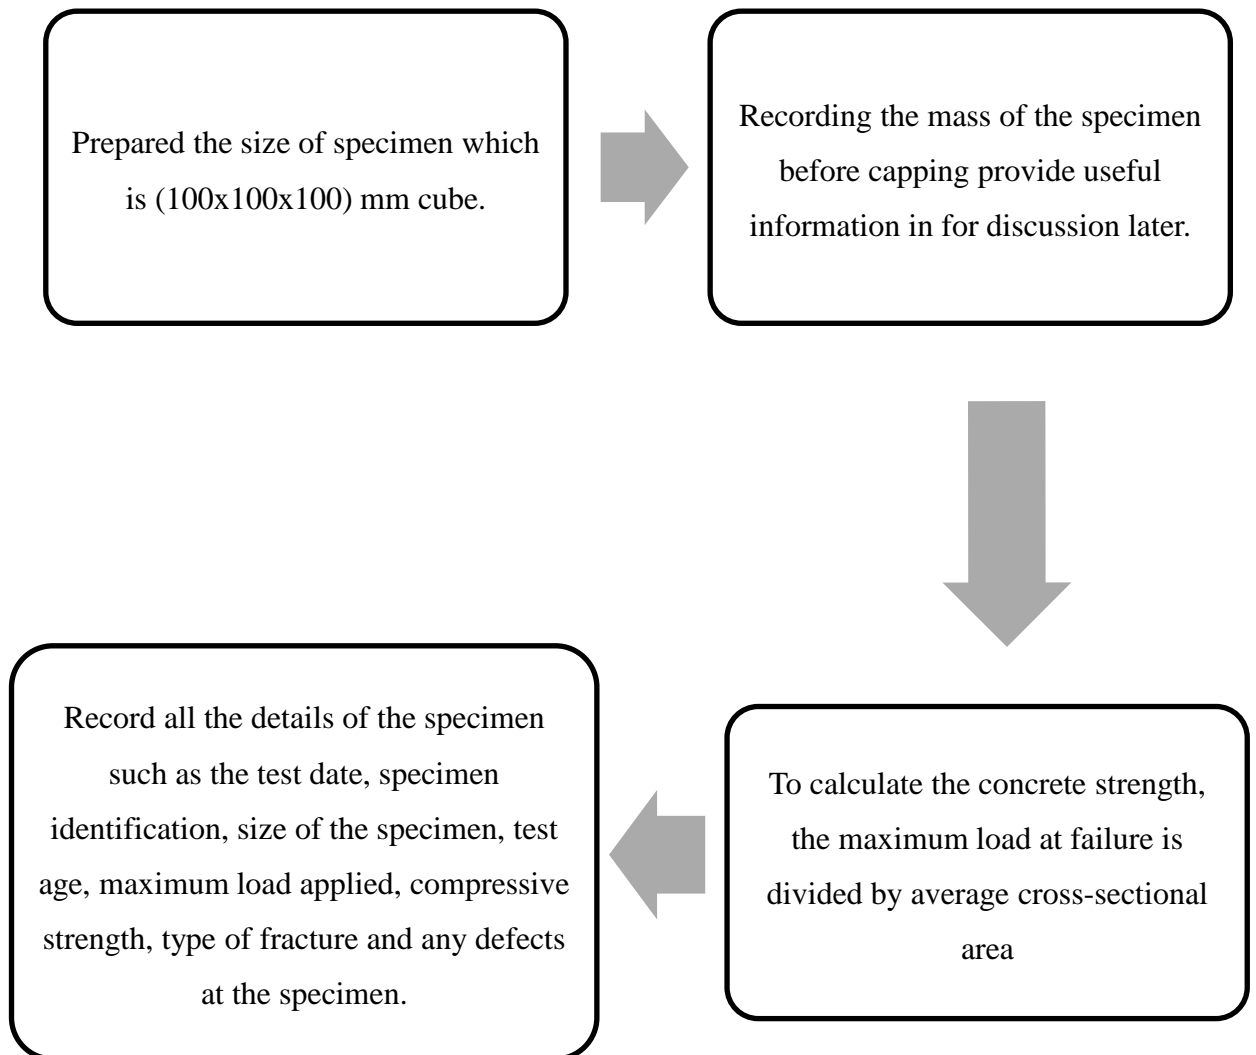 Prepared the size of specimen which
is (100x100x100) mm cube.
Recording the mass of the specimen
before capping provide useful
information in for discussion later.
To calculate the concrete strength,
the maximum load at failure is
divided by average cross-sectional
area
Record all the details of the specimen
such as the test date, specimen
identification, size of the specimen, test
age, maximum load applied, compressive
strength, type of fracture and any defects
at the specimen.